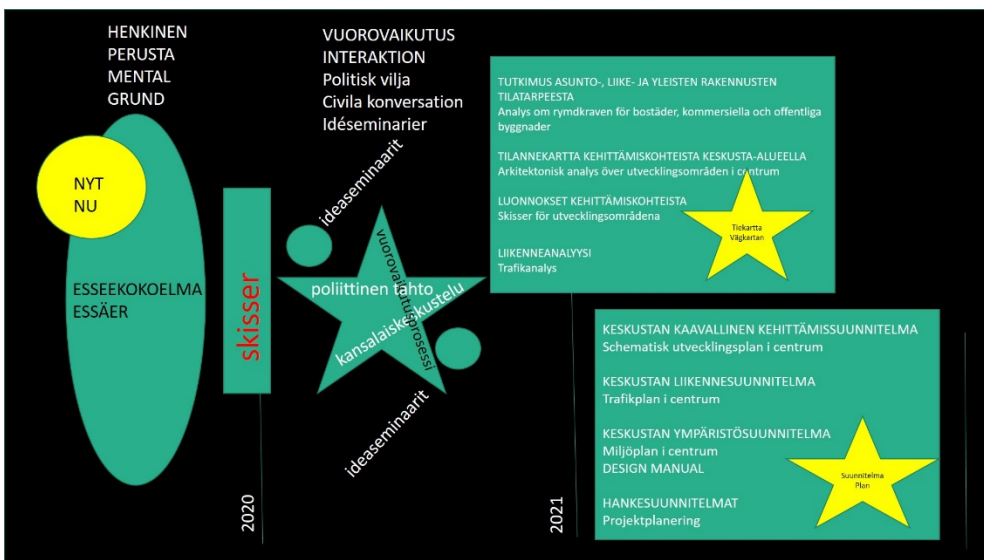 HENKINEN
PERUSTA
MENTAL
GRUND
NYT
NU
ESSEEKOKOELMA
ESSÄER
skisser
2020
VUOROVAIKUTUS
INTERAKTION
Politisk vilja
Civila konversation
Idéseminarier
ideaseminaarit
vuorovaikutusprosessi
poliittinen tahto
kansalaiskeskustelu
ideaseminaarit
TUTKIMUS ASUNTO-, LIIKE- JA YLEISTEN RAKENNUSTEN
TILATARPEESTA
Analys om rymdkraven för bostäder, kommersiella och offentliga
byggnader
TILANNEKARTTA KEHITTÄMISKOHTEISTA KESKUSTA-ALUEELLA
Arkitektonisk analys över utvecklingsområden i centrum
LUONNOKSET KEHITTÄMISKOHTEISTA
Skisser för utvecklingsområdena
LIIKENNEANALYYSI
Trafikanalys
Tiekartta
Vägkartan
2021
KESKUSTAN KAAVALLINEN KEHITTÄMISSUUNNITELMA
Schematisk utvecklingsplan i centrum
KESKUSTAN LIIKENNESUUNNITELMA
Trafikplan i centrum
KESKUSTAN YMPÄRISTÖSUUNNITELMA
Miljöplan i centrum
DESIGN MANUAL
HANKESUUNNITELMAT
Projektplanering
Suunnitelma
Plan